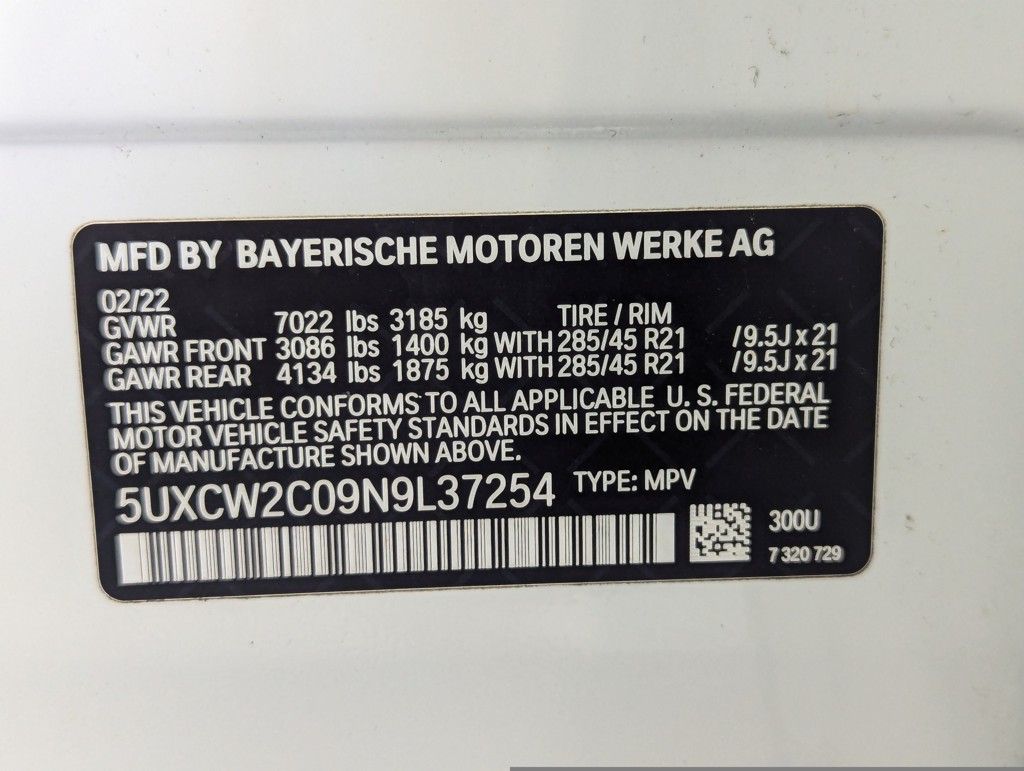 MFD BY BAYERISCHE MOTOREN WERKE AG
02/22
GVWR 7022 lbs 3185 kg TIRE / RIM
GAWR FRONT 3086 lbs 1400 kg WITH 285/45 R21 /9.5J x 21
GAWR REAR 4134 lbs 1875 kg WITH 285/45 R21 /9.5J x 21
THIS VEHICLE CONFORMS TO ALL APPLICABLE U. S. FEDERAL
MOTOR VEHICLE SAFETY STANDARDS IN EFFECT ON THE DATE
OF MANUFACTURE SHOWN ABOVE.
5UXCW2C09N9L37254 TYPE: MPV
300U
7 320 729